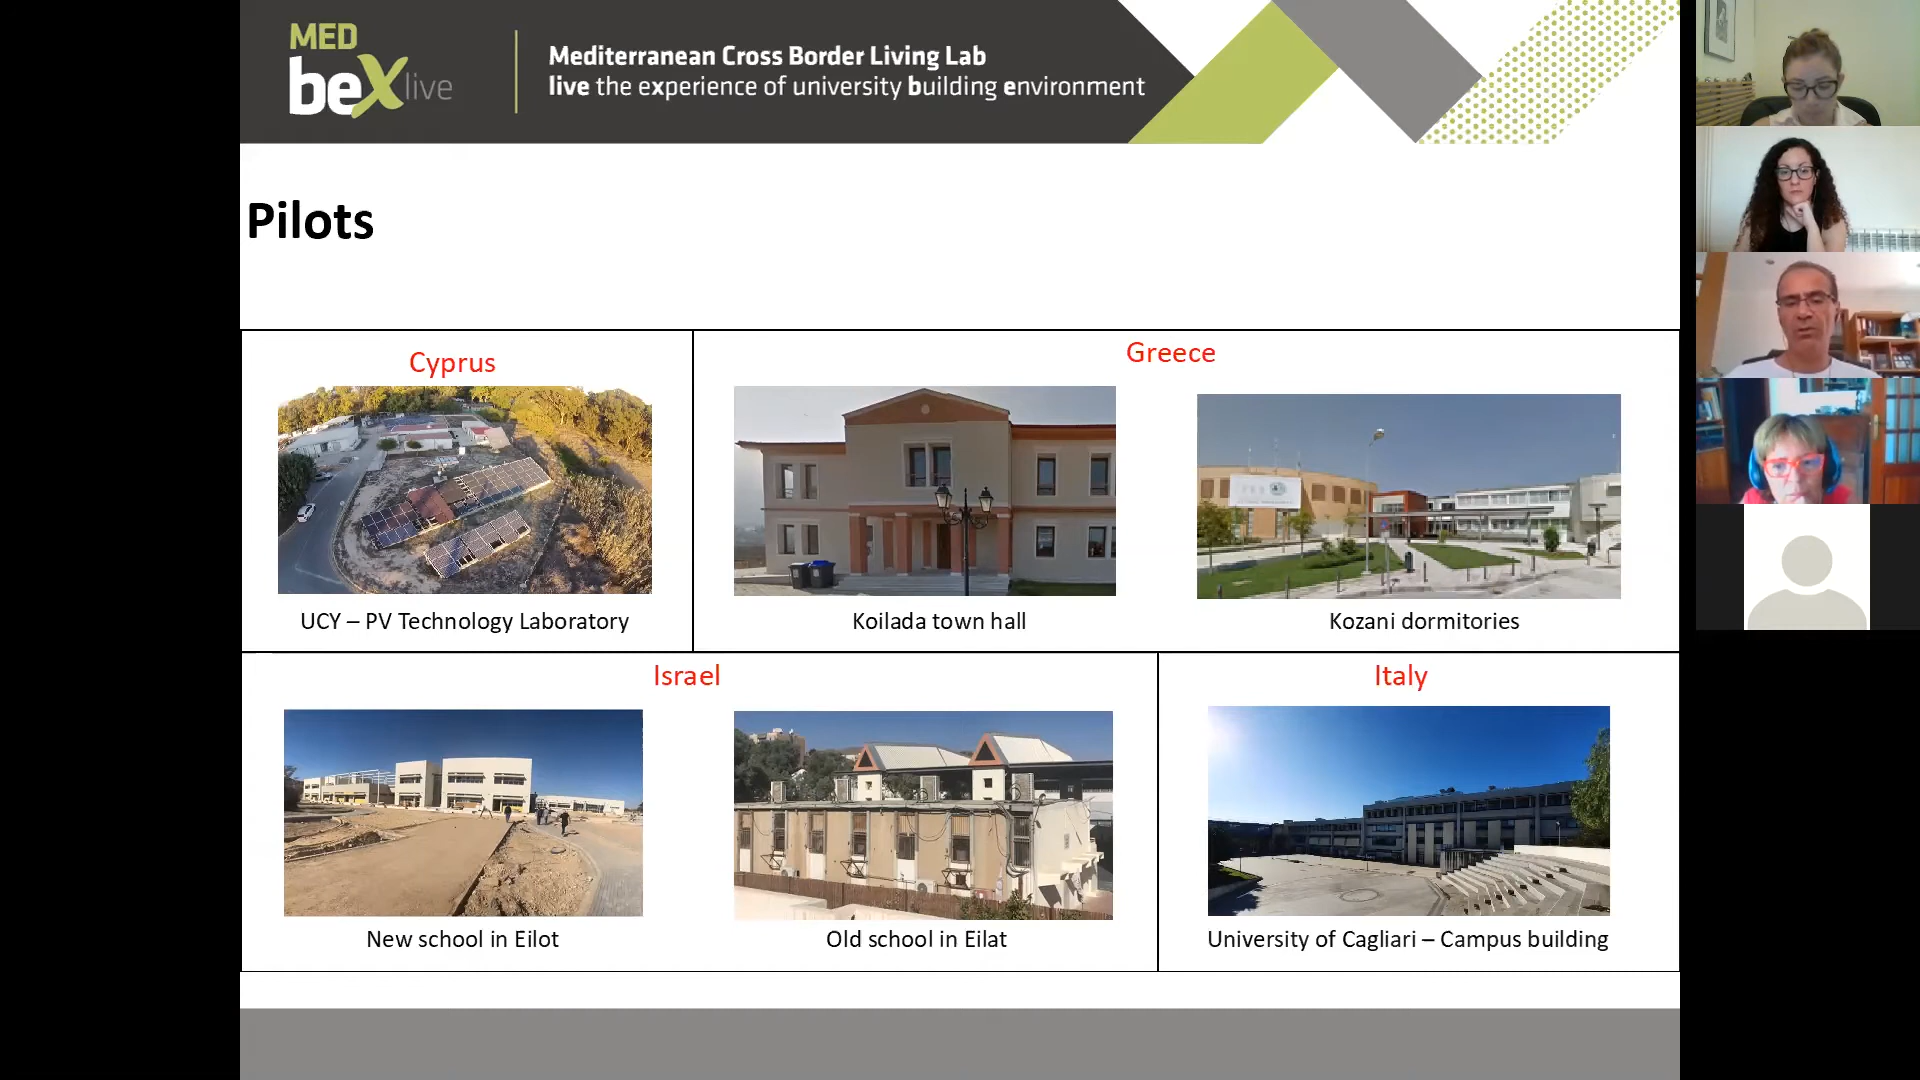 MED
beXlive
Mediterranean Cross Border Living Lab
live the experience of university building environment
Pilots
Cyprus
UCY – PV Technology Laboratory
Greece
Koilada town hall
Kozani dormitories
Israel
New school in Eilot
Old school in Eilat
Italy
University of Cagliari – Campus building